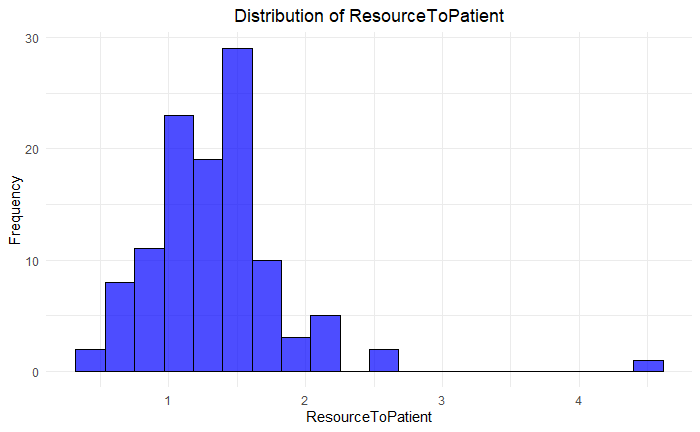 Distribution of ResourceToPatient
30
20
10
0
Frequency
1 2 3 4
ResourceToPatient